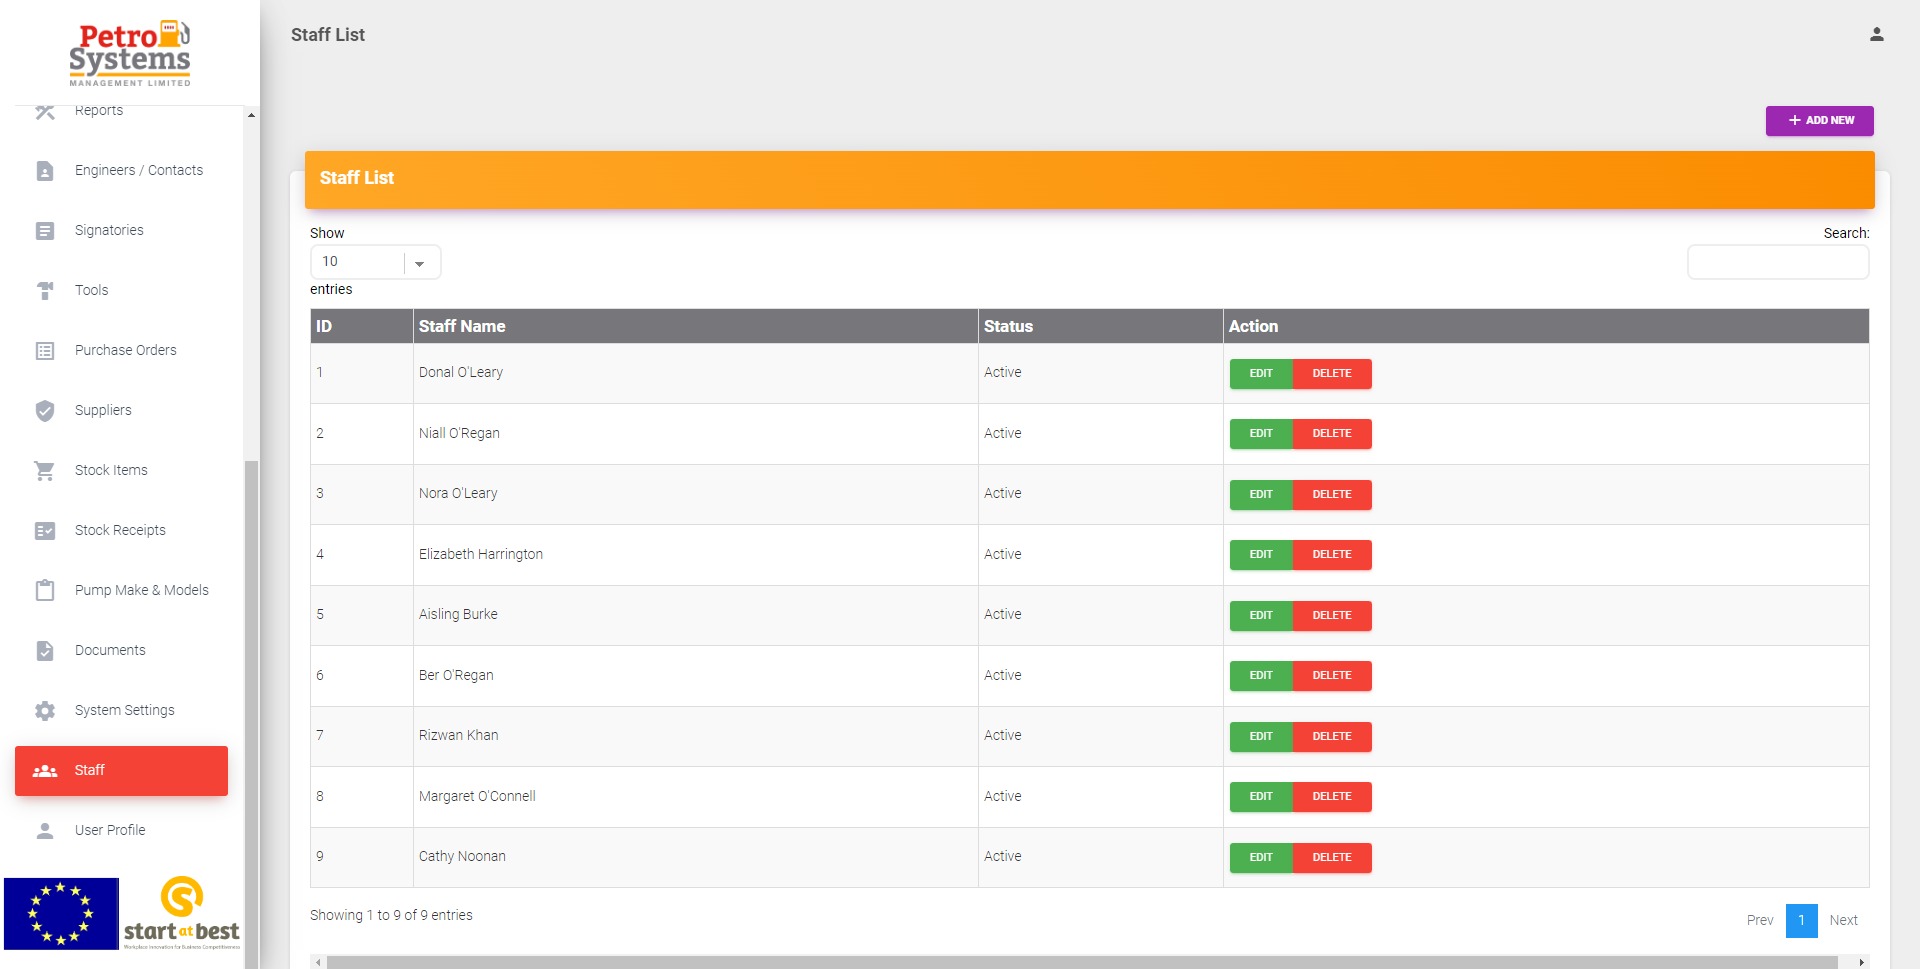 Petro
Systems
MANAGEMENT LIMITED
Reports
Engineers / Contacts
Signatories
Tools
Purchase Orders
Suppliers
Stock Items
Stock Receipts
Pump Make & Models
Documents
System Settings
Staff
User Profile
start at best
Workplace Innovation for Business Competitiveness
Staff List
ADD NEW
Staff List
Show
10
entries
Search:
ID Staff Name Status Action
1 Donal O'Leary Active EDIT DELETE
2 Niall O'Regan Active EDIT DELETE
3 Nora O'Leary Active EDIT DELETE
4 Elizabeth Harrington Active EDIT DELETE
5 Aisling Burke Active EDIT DELETE
6 Ber O'Regan Active EDIT DELETE
7 Rizwan Khan Active EDIT DELETE
8 Margaret O'Connell Active EDIT DELETE
9 Cathy Noonan Active EDIT DELETE
Showing 1 to 9 of 9 entries
Prev 1 Next